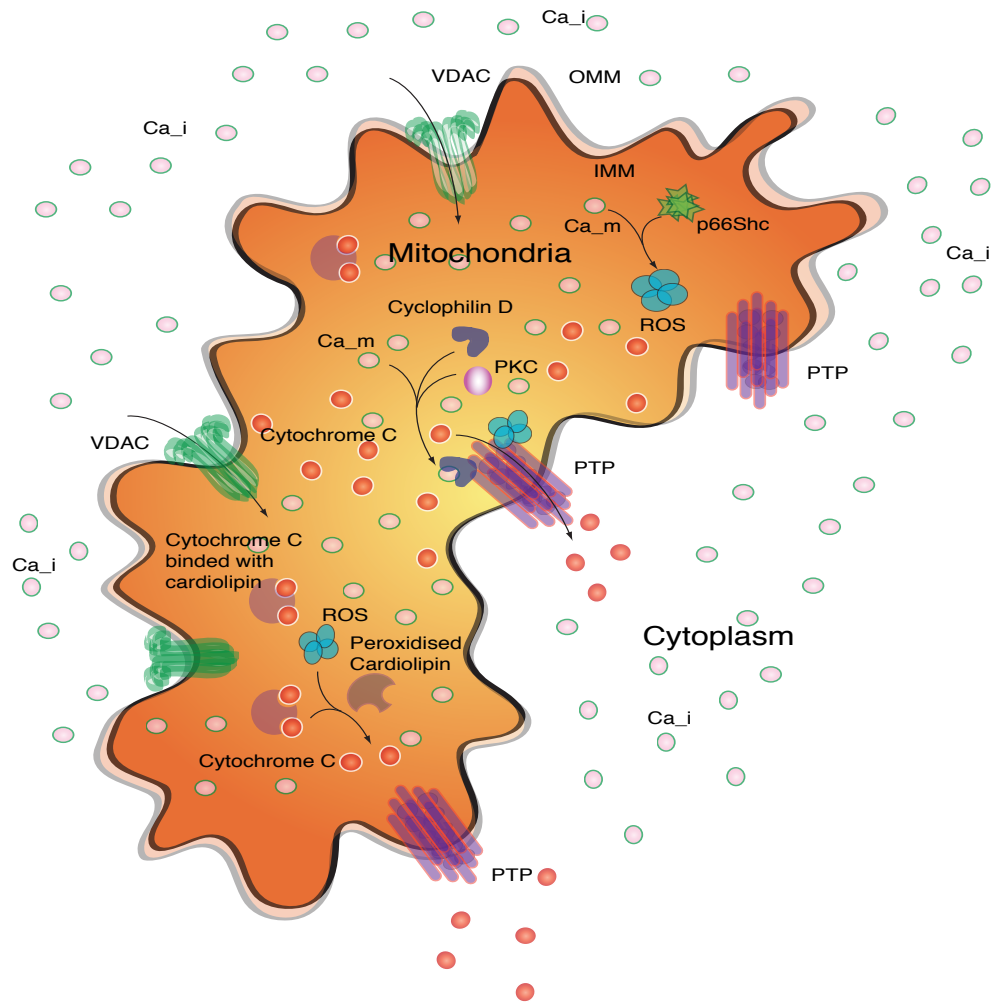 Ca_i
VDAC
OMM
Ca_i
IMM
p66Shc
Ca_m
Mitochondria
Ca_i
Cyclophilin D
ROS
Ca_m
PKC
PTP
Cytochrome C
VDAC
PTP
Cytochrome C
binded with
cardiolipin
Ca_i
ROS
Peroxidised
Cardiolipin
Cytoplasm
Ca_i
Cytochrome C
PTP